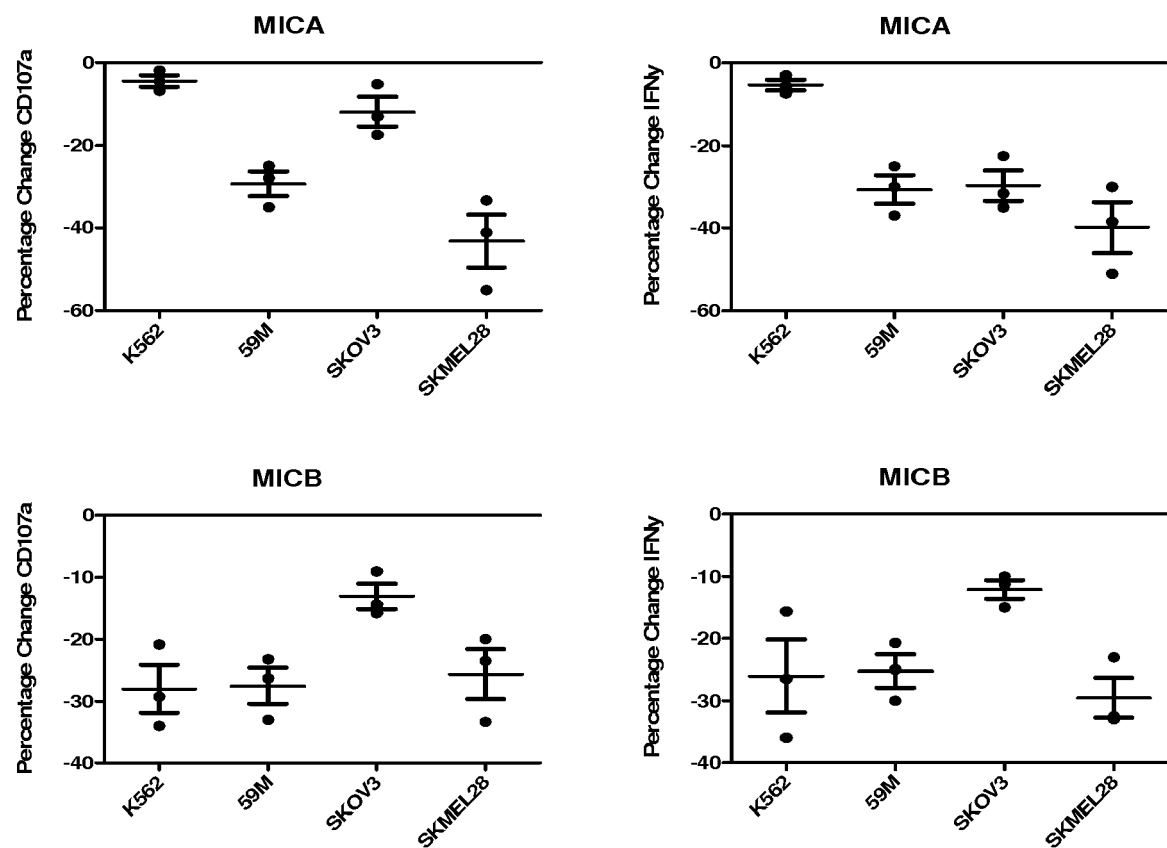 MICA
Percentage Change CD107a
0
-20
-40
-60
K562
59M
SKOV3
SKMEL28
MICA
Percentage Change IFNγ
0
-20
-40
-60
K562
59M
SKOV3
SKMEL28
MICB
Percentage Change CD107a
0
-10
-20
-30
-40
K562
59M
SKOV3
SKMEL28
MICB
Percentage Change IFNγ
0
-10
-20
-30
-40
K562
59M
SKOV3
SKMEL28